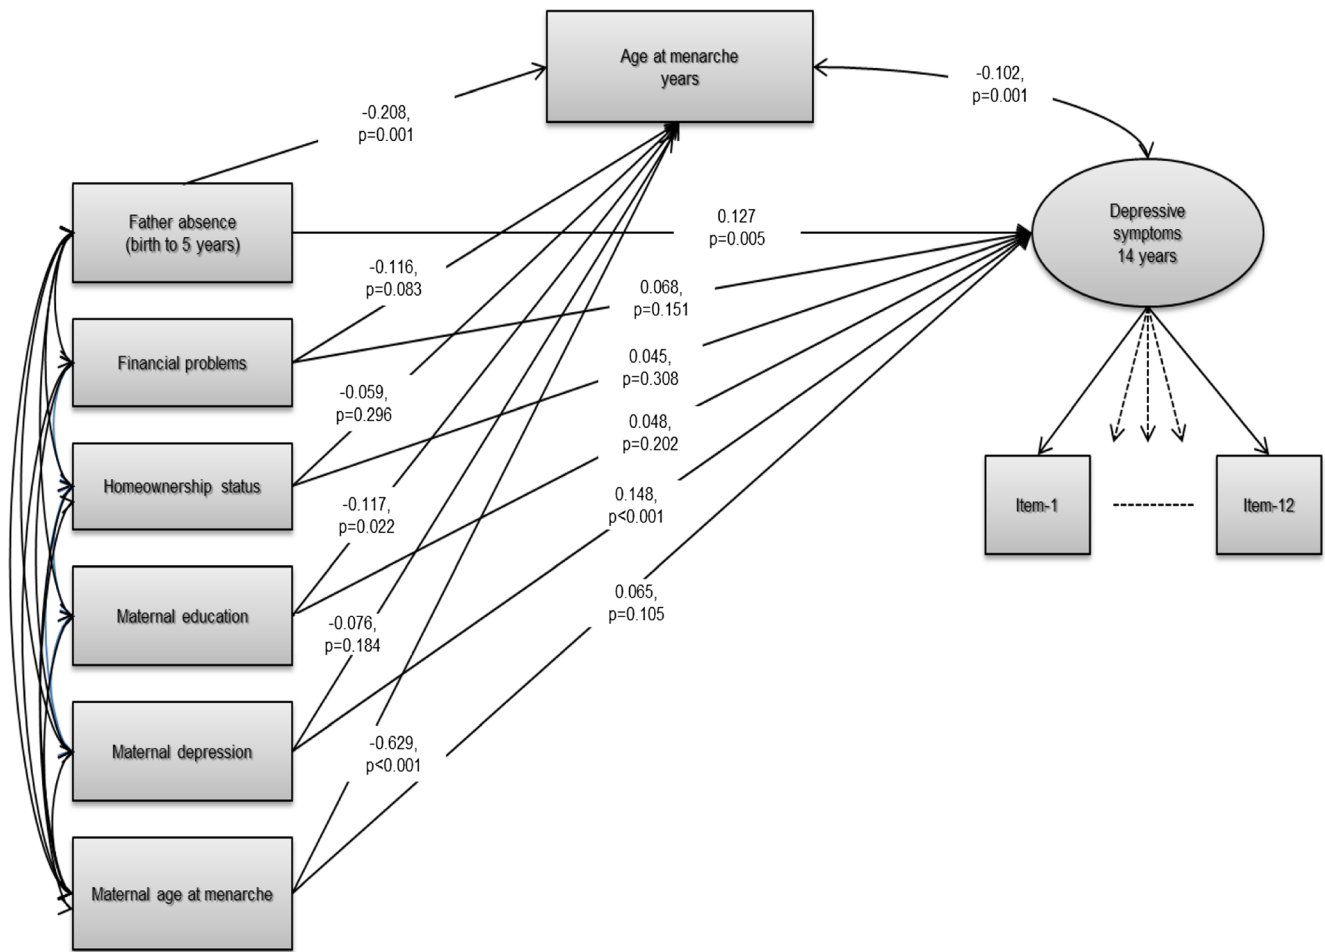 Age at menarche
years
-0.102,
p=0.001
-0.208,
p=0.001
Father absence
(birth to 5 years)
0.127
p=0.005
Depressive
symptoms
14 years
-0.116,
p=0.083
0.068,
p=0.151
Financial problems
0.045,
p=0.308
-0.059,
p=0.296
0.048,
p=0.202
Homeownership status
-0.117,
p=0.022
0.148,
p<0.001
Item-1
Item-12
Maternal education
0.065,
p=0.105
-0.076,
p=0.184
Maternal depression
-0.629,
p<0.001
Maternal age at menarche